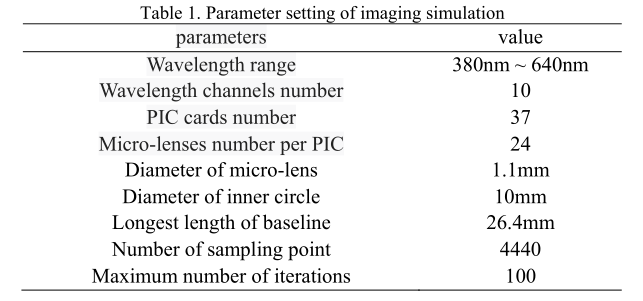 Table 1. Parameter setting of imaging simulation
parameters value
Wavelength range 380nm ~ 640nm
Wavelength channels number 10
PIC cards number 37
Micro-lenses number per PIC 24
Diameter of micro-lens 1.1mm
Diameter of inner circle 10mm
Longest length of baseline 26.4mm
Number of sampling point 4440
Maximum number of iterations 100